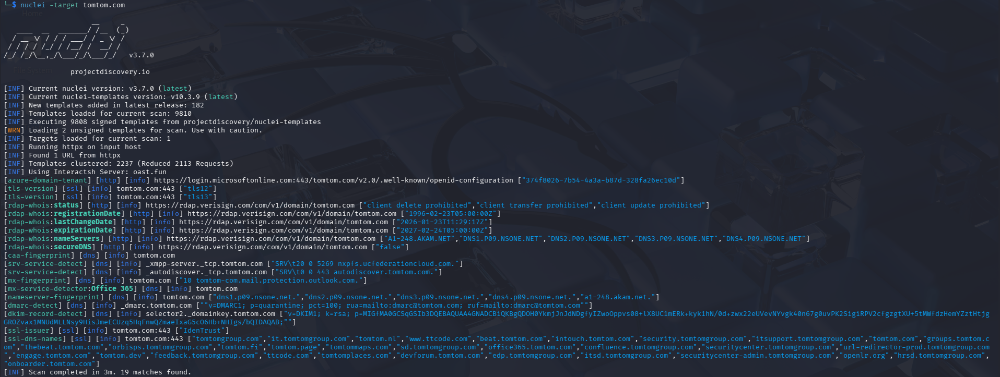 └─$ nuclei -target tomtom.com
Home
                     __     _
   ____  __  _______/ /__  (_)
  / __ \/ / / / ___/ / _ \/ /
 / / / / /_/ / /__/ /  __/ /
/_/ /_/\__,_/\___/_/\___/_/   v3.7.0
File System
projectdiscovery.io
[INF] Current nuclei version: v3.7.0 (latest)
[INF] Current nuclei-templates version: v10.3.9 (latest)
[INF] New templates added in latest release: 182
[INF] Templates loaded for current scan: 9810
[INF] Executing 9808 signed templates from projectdiscovery/nuclei-templates
[WRN] Loading 2 unsigned templates for scan. Use with caution.
[INF] Targets loaded for current scan: 1
[INF] Running httpx on input host
[INF] Found 1 URL from httpx
[INF] Templates clustered: 2237 (Reduced 2113 Requests)
[INF] Using Interactsh Server: oast.fun
[azure-domain-tenant] [http] [info] https://login.microsoftonline.com:443/tomtom.com/v2.0/.well-known/openid-configuration ["374f8026-7b54-4a3a-b87d-328fa26ec10d"]
[tls-version] [ssl] [info] tomtom.com:443 ["tls12"]
[tls-version] [ssl] [info] tomtom.com:443 ["tls13"]
[rdap-whois:status] [http] [info] https://rdap.verisign.com/com/v1/domain/tomtom.com ["client delete prohibited","client transfer prohibited","client update prohibited"]
[rdap-whois:registrationDate] [http] [info] https://rdap.verisign.com/com/v1/domain/tomtom.com ["1996-02-23T05:00:00Z"]
[rdap-whois:lastChangeDate] [http] [info] https://rdap.verisign.com/com/v1/domain/tomtom.com ["2026-01-23T11:29:17Z"]
[rdap-whois:expirationDate] [http] [info] https://rdap.verisign.com/com/v1/domain/tomtom.com ["2027-02-24T05:00:00Z"]
[rdap-whois:nameServers] [http] [info] https://rdap.verisign.com/com/v1/domain/tomtom.com ["A1-248.AKAM.NET","DNS1.P09.NSONE.NET","DNS2.P09.NSONE.NET","DNS3.P09.NSONE.NET","DNS4.P09.NSONE.NET"]
[rdap-whois:secureDNS] [http] [info] https://rdap.verisign.com/com/v1/domain/tomtom.com ["false"]
[caa-fingerprint] [dns] [info] tomtom.com
[srv-service-detect] [dns] [info] _xmpp-server._tcp.tomtom.com ["SRV\t20 0 5269 nxpfs.ucfederationcloud.com."]
[srv-service-detect] [dns] [info] _autodiscover._tcp.tomtom.com ["SRV\t0 0 443 autodiscover.tomtom.com."]
[mx-fingerprint] [dns] [info] tomtom.com ["10 tomtom-com.mail.protection.outlook.com."]
[mx-service-detector:Office 365] [dns] [info] tomtom.com
[nameserver-fingerprint] [dns] [info] tomtom.com ["dns1.p09.nsone.net.","dns2.p09.nsone.net.","dns3.p09.nsone.net.","dns4.p09.nsone.net.","a1-248.akam.net."]
[dmarc-detect] [dns] [info] _dmarc.tomtom.com [""v=DMARC1; p=quarantine; pct=100; rua=mailto:dmarc@tomtom.com; ruf=mailto:dmarc@tomtom.com""]
[dkim-record-detect] [dns] [info] selector2._domainkey.tomtom.com ["v=DKIM1; k=rsa; p=MIGfMA0GCSqGSIb3DQEBAQUAA4GNADCBiQKBgQDOH0YkmjJnJdNDgfyIZwoOppvs08+lX8UC1mERk+kyk1hN/0d+zwx22eUVevNYvgk40n67g0uvPK2SigiRPV2cfgzgtXU+5tMWfdzHemYZztHtjg
GROZvax1MNUdMLLNsy9HisJmeECUzq5HqFnwQZmaeIxaG5cO6Hb+NHIgs/bQIDAQAB;""]
[ssl-issuer] [ssl] [info] tomtom.com:443 ["IdenTrust"]
[ssl-dns-names] [ssl] [info] tomtom.com:443 ["tomtomgroup.com","it.tomtomgroup.com","tomtom.nl","www.ttcode.com","beat.tomtom.com","intouch.tomtom.com","security.tomtomgroup.com","itsupport.tomtomgroup.com","tomtom.com","groups.tomtom.c
om","thebeat.tomtom.com","orbisps.tomtomgroup.com","tomtom.fi","tomtom.page","tomtommaps.com","sd.tomtomgroup.com","office365.tomtom.com","confluence.tomtomgroup.com","securitycenter.tomtomgroup.com","url-redirector-prod.tomtomgroup.com
","engage.tomtom.com","tomtom.dev","feedback.tomtomgroup.com","ttcode.com","tomtomplaces.com","devforum.tomtom.com","edp.tomtomgroup.com","itsd.tomtomgroup.com","securitycenter-admin.tomtomgroup.com","openlr.org","hrsd.tomtomgroup.com",
"onboarder.tomtom.com"]
[INF] Scan completed in 3m. 19 matches found.